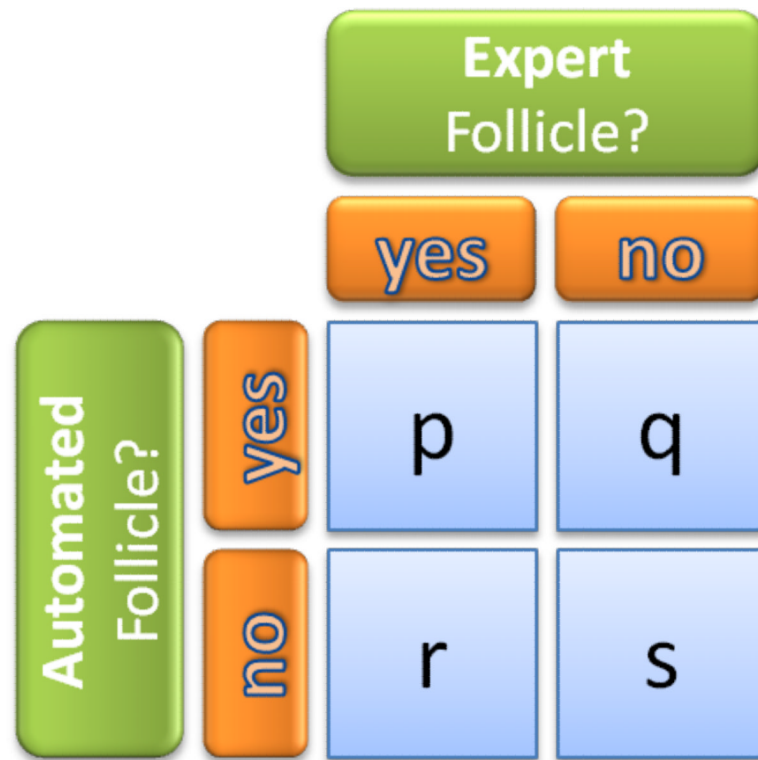 Expert
Follicle?
yes no
Automated
Follicle?
yes
p q
no
r s